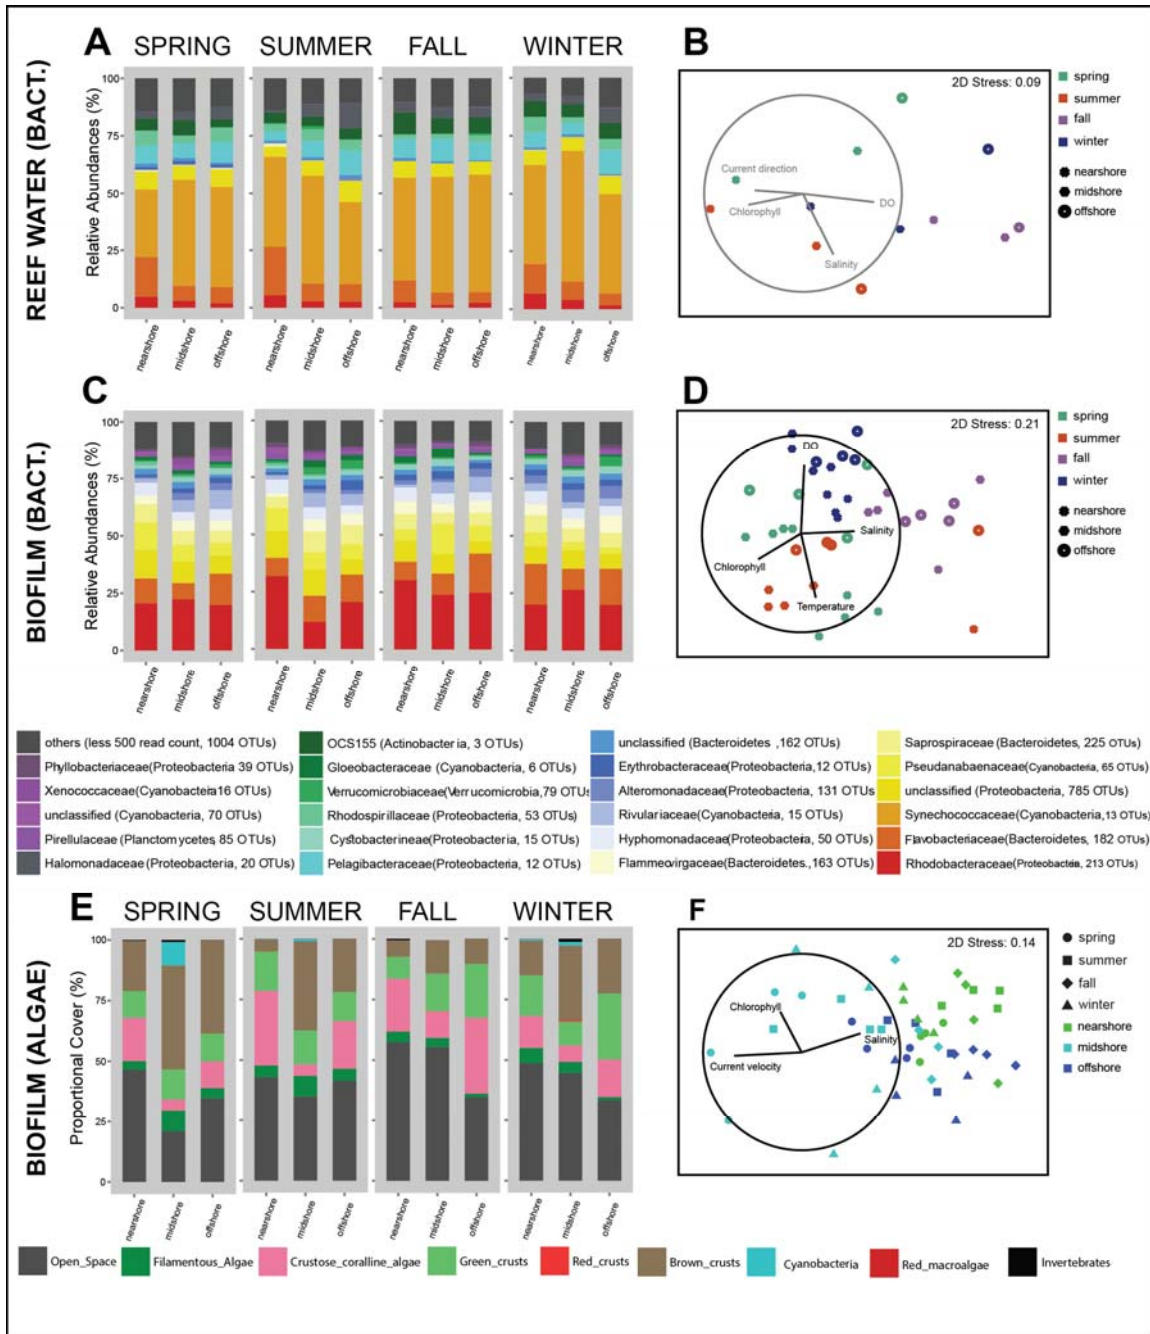 A
SPRING SUMMER FALL WINTER
REEF WATER (BACT.)
Relative Abundances (%)
100
75
50
25
0
nearshore midshore offshore nearshore midshore offshore nearshore midshore offshore nearshore midshore offshore
B
2D Stress: 0.09
Current direction
Chlorophyll
DO
Salinity
spring
summer
fall
winter
nearshore
midshore
offshore
C
BIOFILM (BACT.)
Relative Abundances (%)
100
75
50
25
0
nearshore midshore offshore nearshore midshore offshore nearshore midshore offshore nearshore midshore offshore
D
2D Stress: 0.21
DO
Salinity
Chlorophyll
Temperature
spring
summer
fall
winter
nearshore
midshore
offshore
others (less 500 read count, 1004 OTUs)
Phyllobacteriaceae(Proteobacteria 39 OTUs)
Xenococcaceae(Cyanobacteria16 OTUs)
unclassified (Cyanobacteria, 70 OTUs)
Pirellulaceae (Planctomycetes, 85 OTUs)
Halomonadaceae (Proteobacteria, 20 OTUs)
OCS155 (Actinobacteria, 3 OTUs)
Gloeobacteraceae (Cyanobacteria, 6 OTUs)
Verrucomicrobiaceae(Verrucomicrobia,79 OTUs
Rhodospirillaceae (Proteobacteria, 53 OTUs)
Cystobacterineae(Proteobacteria, 15 OTUs)
Pelagibacteraceae(Proteobacteria, 12 OTUs)
unclassified (Bacteroidetes ,162 OTUs)
Erythrobacteraceae(Proteobacteria,12 OTUs)
Alteromonadaceae(Proteobacteria, 131 OTUs)
Rivulariaceae(Cyanobacteria, 15 OTUs)
Hyphomonadaceae(Proteobacteria, 50 OTUs)
Flammeovirgaceae(Bacteroidetes.,163 OTUs)
Saprospiraceae (Bacteroidetes, 225 OTUs)
Pseudanabaenaceae(Cyanobacteria, 65 OTUs)
unclassified (Proteobacteria, 785 OTUs)
Synechococcaceae(Cyanobacteria,13 OTUs)
Flavobacteriaceae(Bacteroidetes, 182 OTUs)
Rhodobacteraceae(Proteobacteria, 213 OTUs)
E
SPRING SUMMER FALL WINTER
BIOFILM (ALGAE)
Proportional Cover (%)
100
75
50
25
0
nearshore midshore offshore nearshore midshore offshore nearshore midshore offshore nearshore midshore offshore
F
2D Stress: 0.14
Chlorophyll
Salinity
Current velocity
spring
summer
fall
winter
nearshore
midshore
offshore
Open_Space Filamentous_Algae Crustose_coralline_algae Green_crusts Red_crusts Brown_crusts Cyanobacteria Red_macroalgae Invertebrates